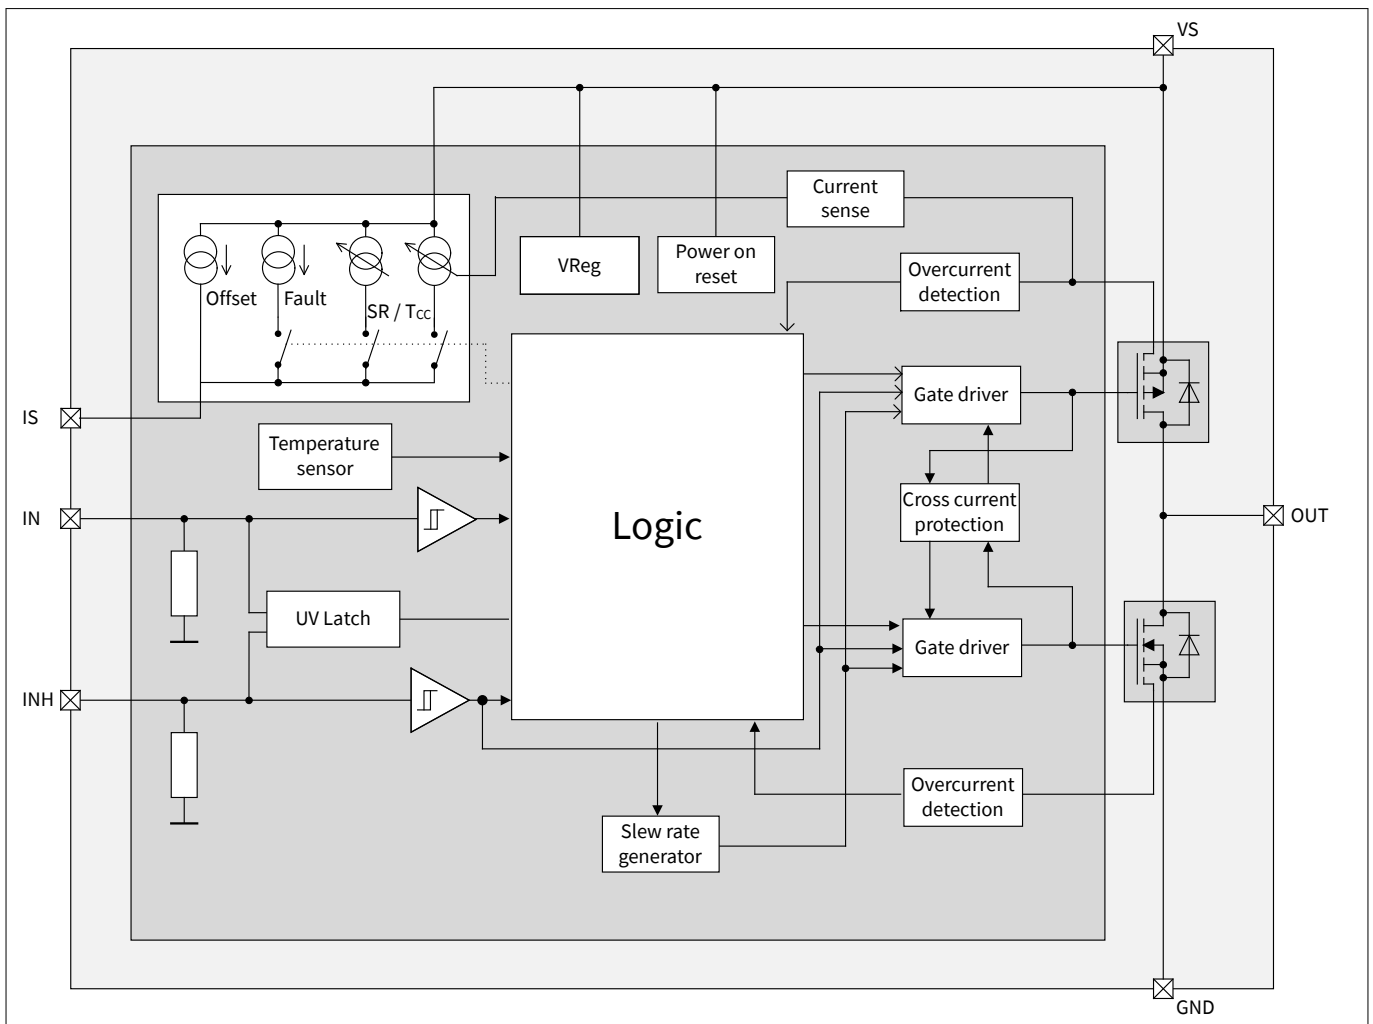 VS
Current
sense
VReg
Power on
reset
Overcurrent
detection
Offset
Fault
SR / TCC
IS
Gate driver
Temperature
sensor
Cross current
protection
IN
Logic
OUT
UV Latch
Gate driver
INH
Overcurrent
detection
Slew rate
generator
GND